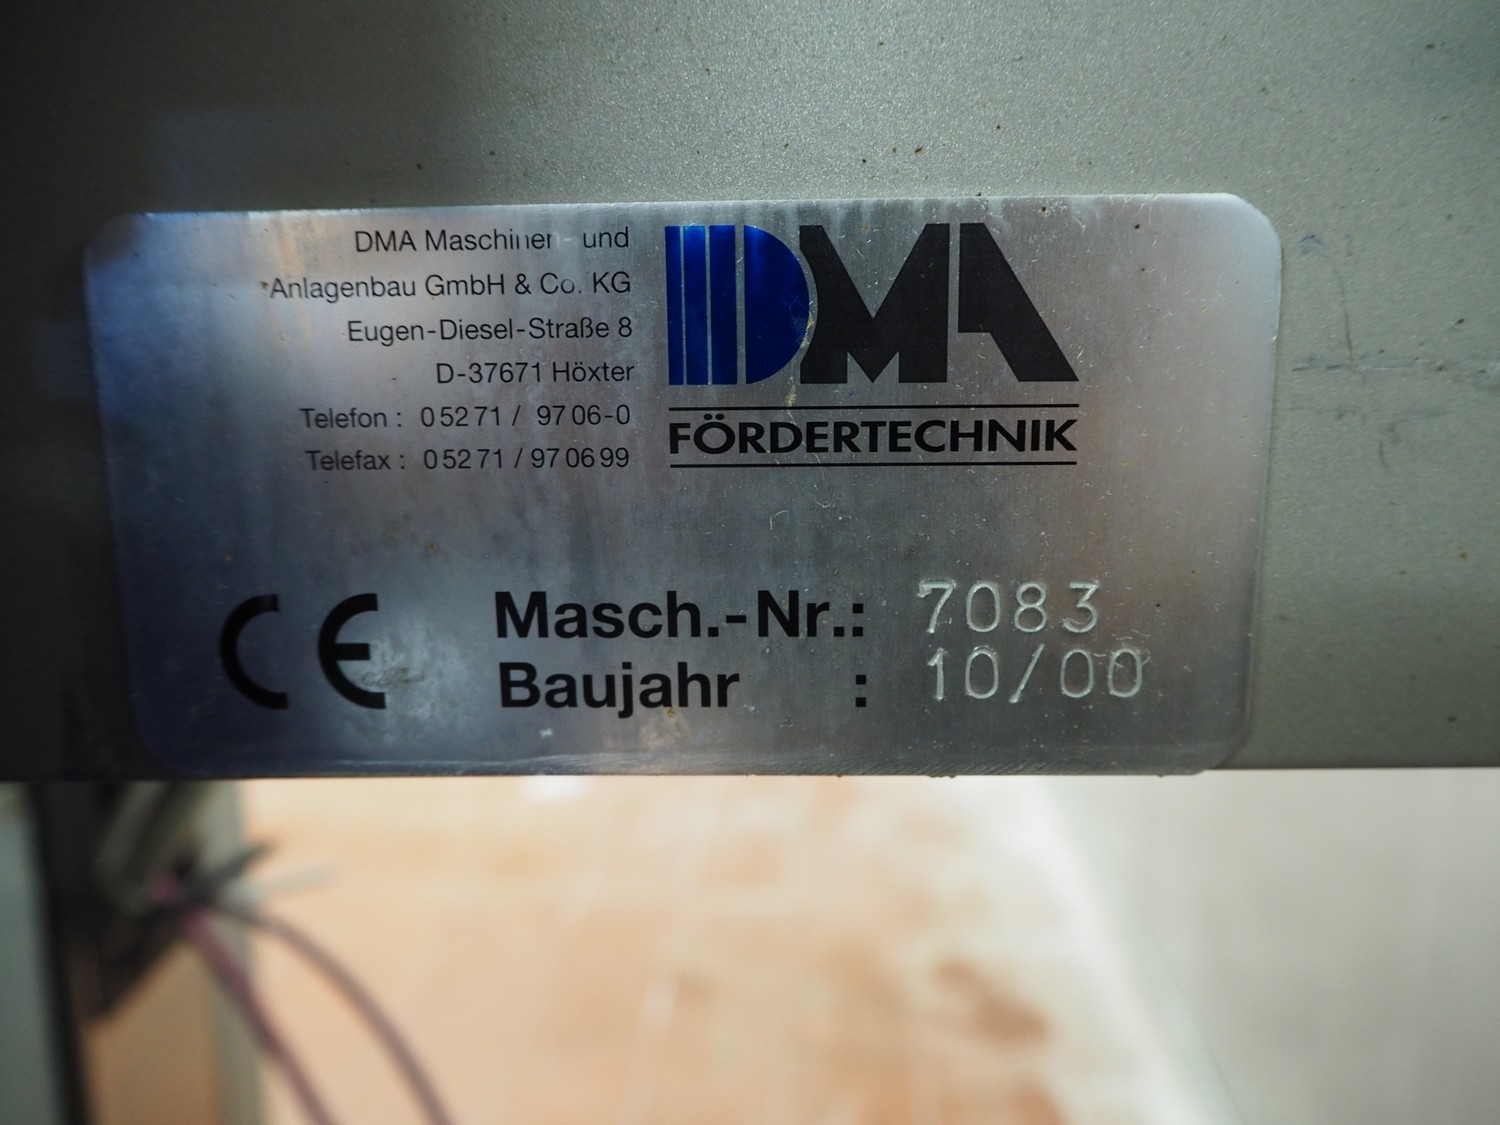 DMA Maschinen- und
Anlagenbau GmbH & Co. KG
Eugen-Diesel-Straße 8
D-37671 Höxter
Telefon : 05271 / 9706-0
Telefax : 05271 / 970699
DMA
FÖRDERTECHNIK
CE
Masch.-Nr.: 7083
Baujahr : 10/00